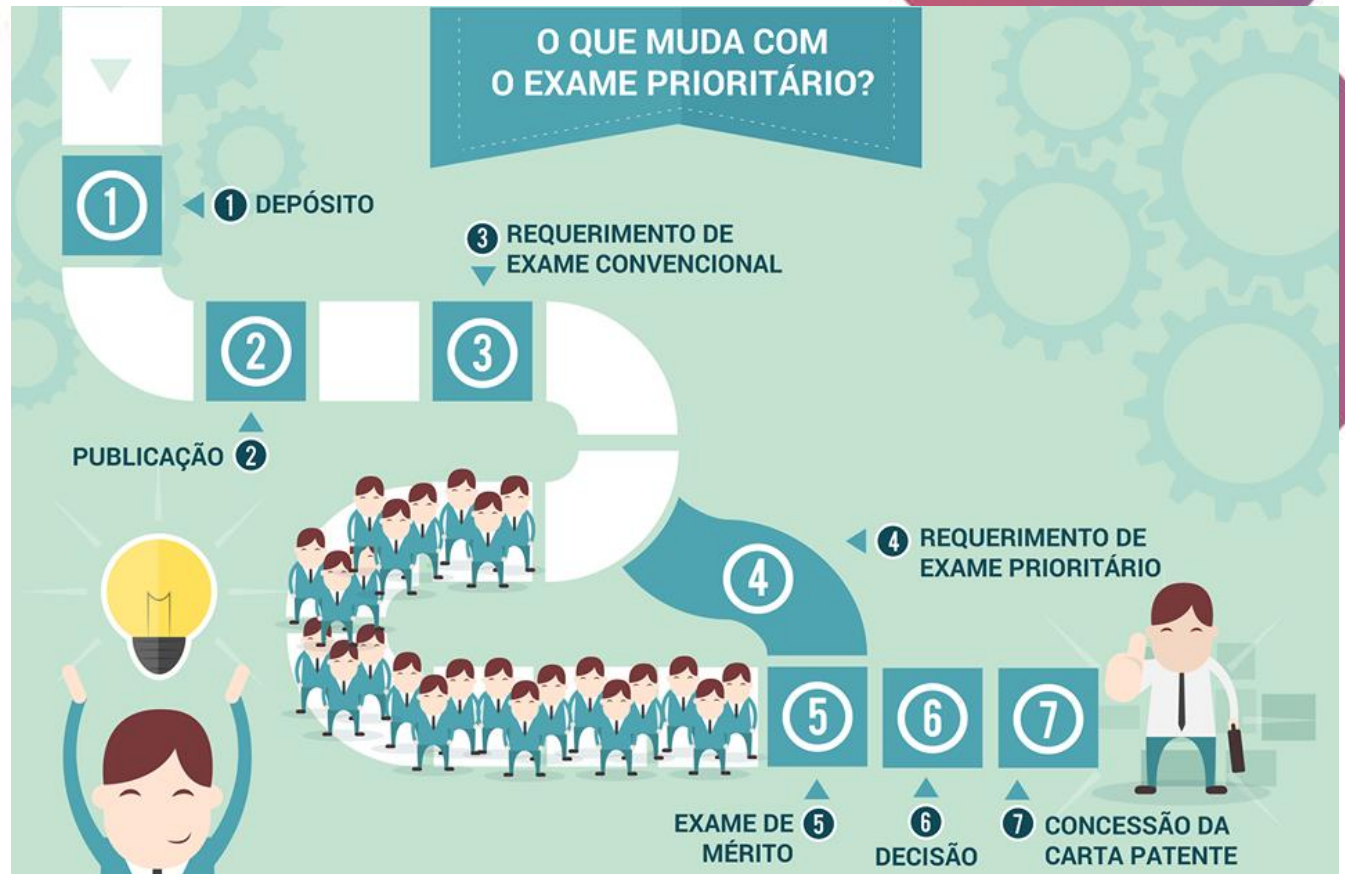 O QUE MUDA COM
O EXAME PRIORITÁRIO?
1
1 DEPÓSITO
3 REQUERIMENTO DE
EXAME CONVENCIONAL
2
3
PUBLICAÇÃO 2
4 REQUERIMENTO DE
EXAME PRIORITÁRIO
4
5
6
7
EXAME DE 5
MÉRITO
6
DECISÃO
7 CONCESSÃO DA
CARTA PATENTE